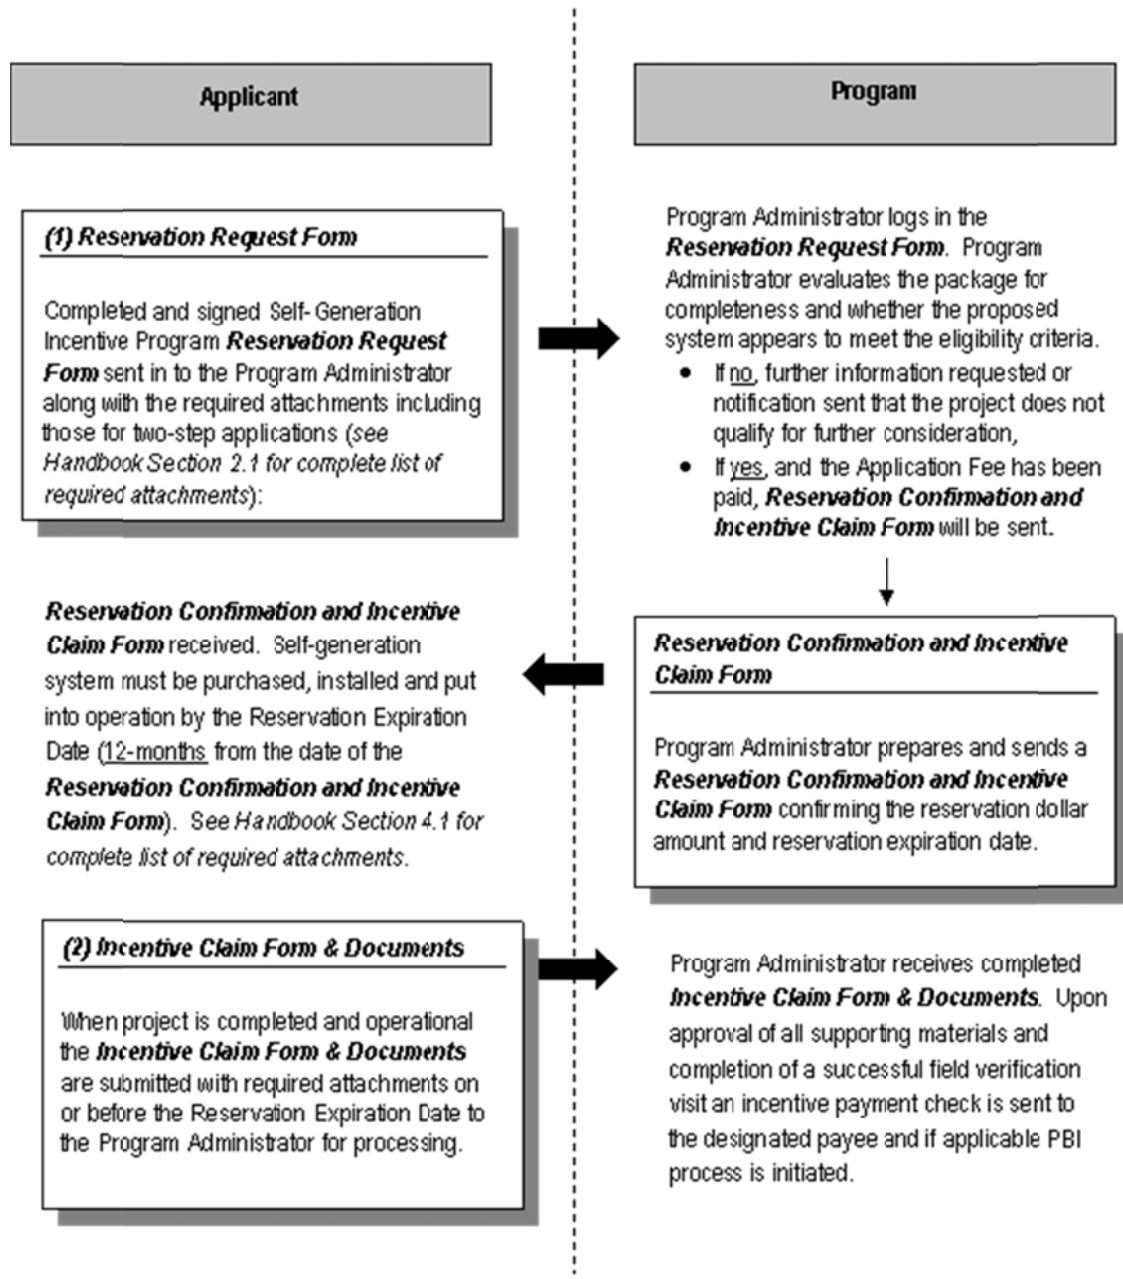 Applicant
Program
(1) Reservation Request Form
Completed and signed Self-Generation
Incentive Program Reservation Request
Form sent in to the Program Administrator
along with the required attachments including
those for two-step applications (see
Handbook Section 2.1 for complete list of
required attachments):
Program Administrator logs in the
Reservation Request Form. Program
Administrator evaluates the package for
completeness and whether the proposed
system appears to meet the eligibility criteria.
• If no, further information requested or
notification sent that the project does not
qualify for further consideration,
• If yes, and the Application Fee has been
paid, Reservation Confirmation and
Incentive Claim Form will be sent.
Reservation Confirmation and Incentive
Claim Form received. Self-generation
system must be purchased, installed and put
into operation by the Reservation Expiration
Date (12-months from the date of the
Reservation Confirmation and Incentive
Claim Form). See Handbook Section 4.1 for
complete list of required attachments.
Reservation Confirmation and Incentive
Claim Form
Program Administrator prepares and sends a
Reservation Confirmation and Incentive
Claim Form confirming the reservation dollar
amount and reservation expiration date.
(2) Incentive Claim Form & Documents
When project is completed and operational
the Incentive Claim Form & Documents
are submitted with required attachments on
or before the Reservation Expiration Date to
the Program Administrator for processing.
Program Administrator receives completed
Incentive Claim Form & Documents. Upon
approval of all supporting materials and
completion of a successful field verification
visit an incentive payment check is sent to
the designated payee and if applicable PBI
process is initiated.